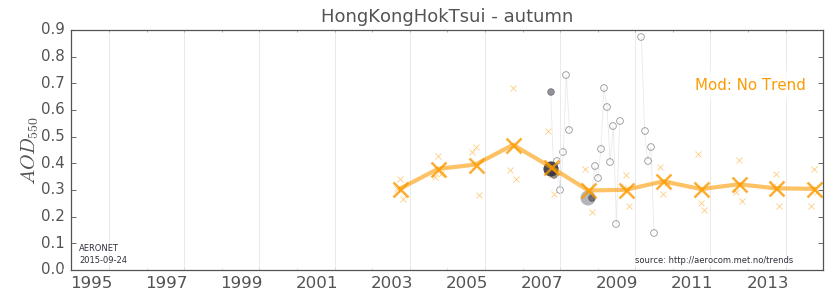 HongKongHokTsui - autumn
0.9
0.8
0.7
0.6
0.5
0.4
0.3
0.2
0.1
0.0
AOD550
Mod: No Trend
AERONET
2015-09-24
source: http://aerocom.met.no/trends
1995 1997 1999 2001 2003 2005 2007 2009 2011 2013